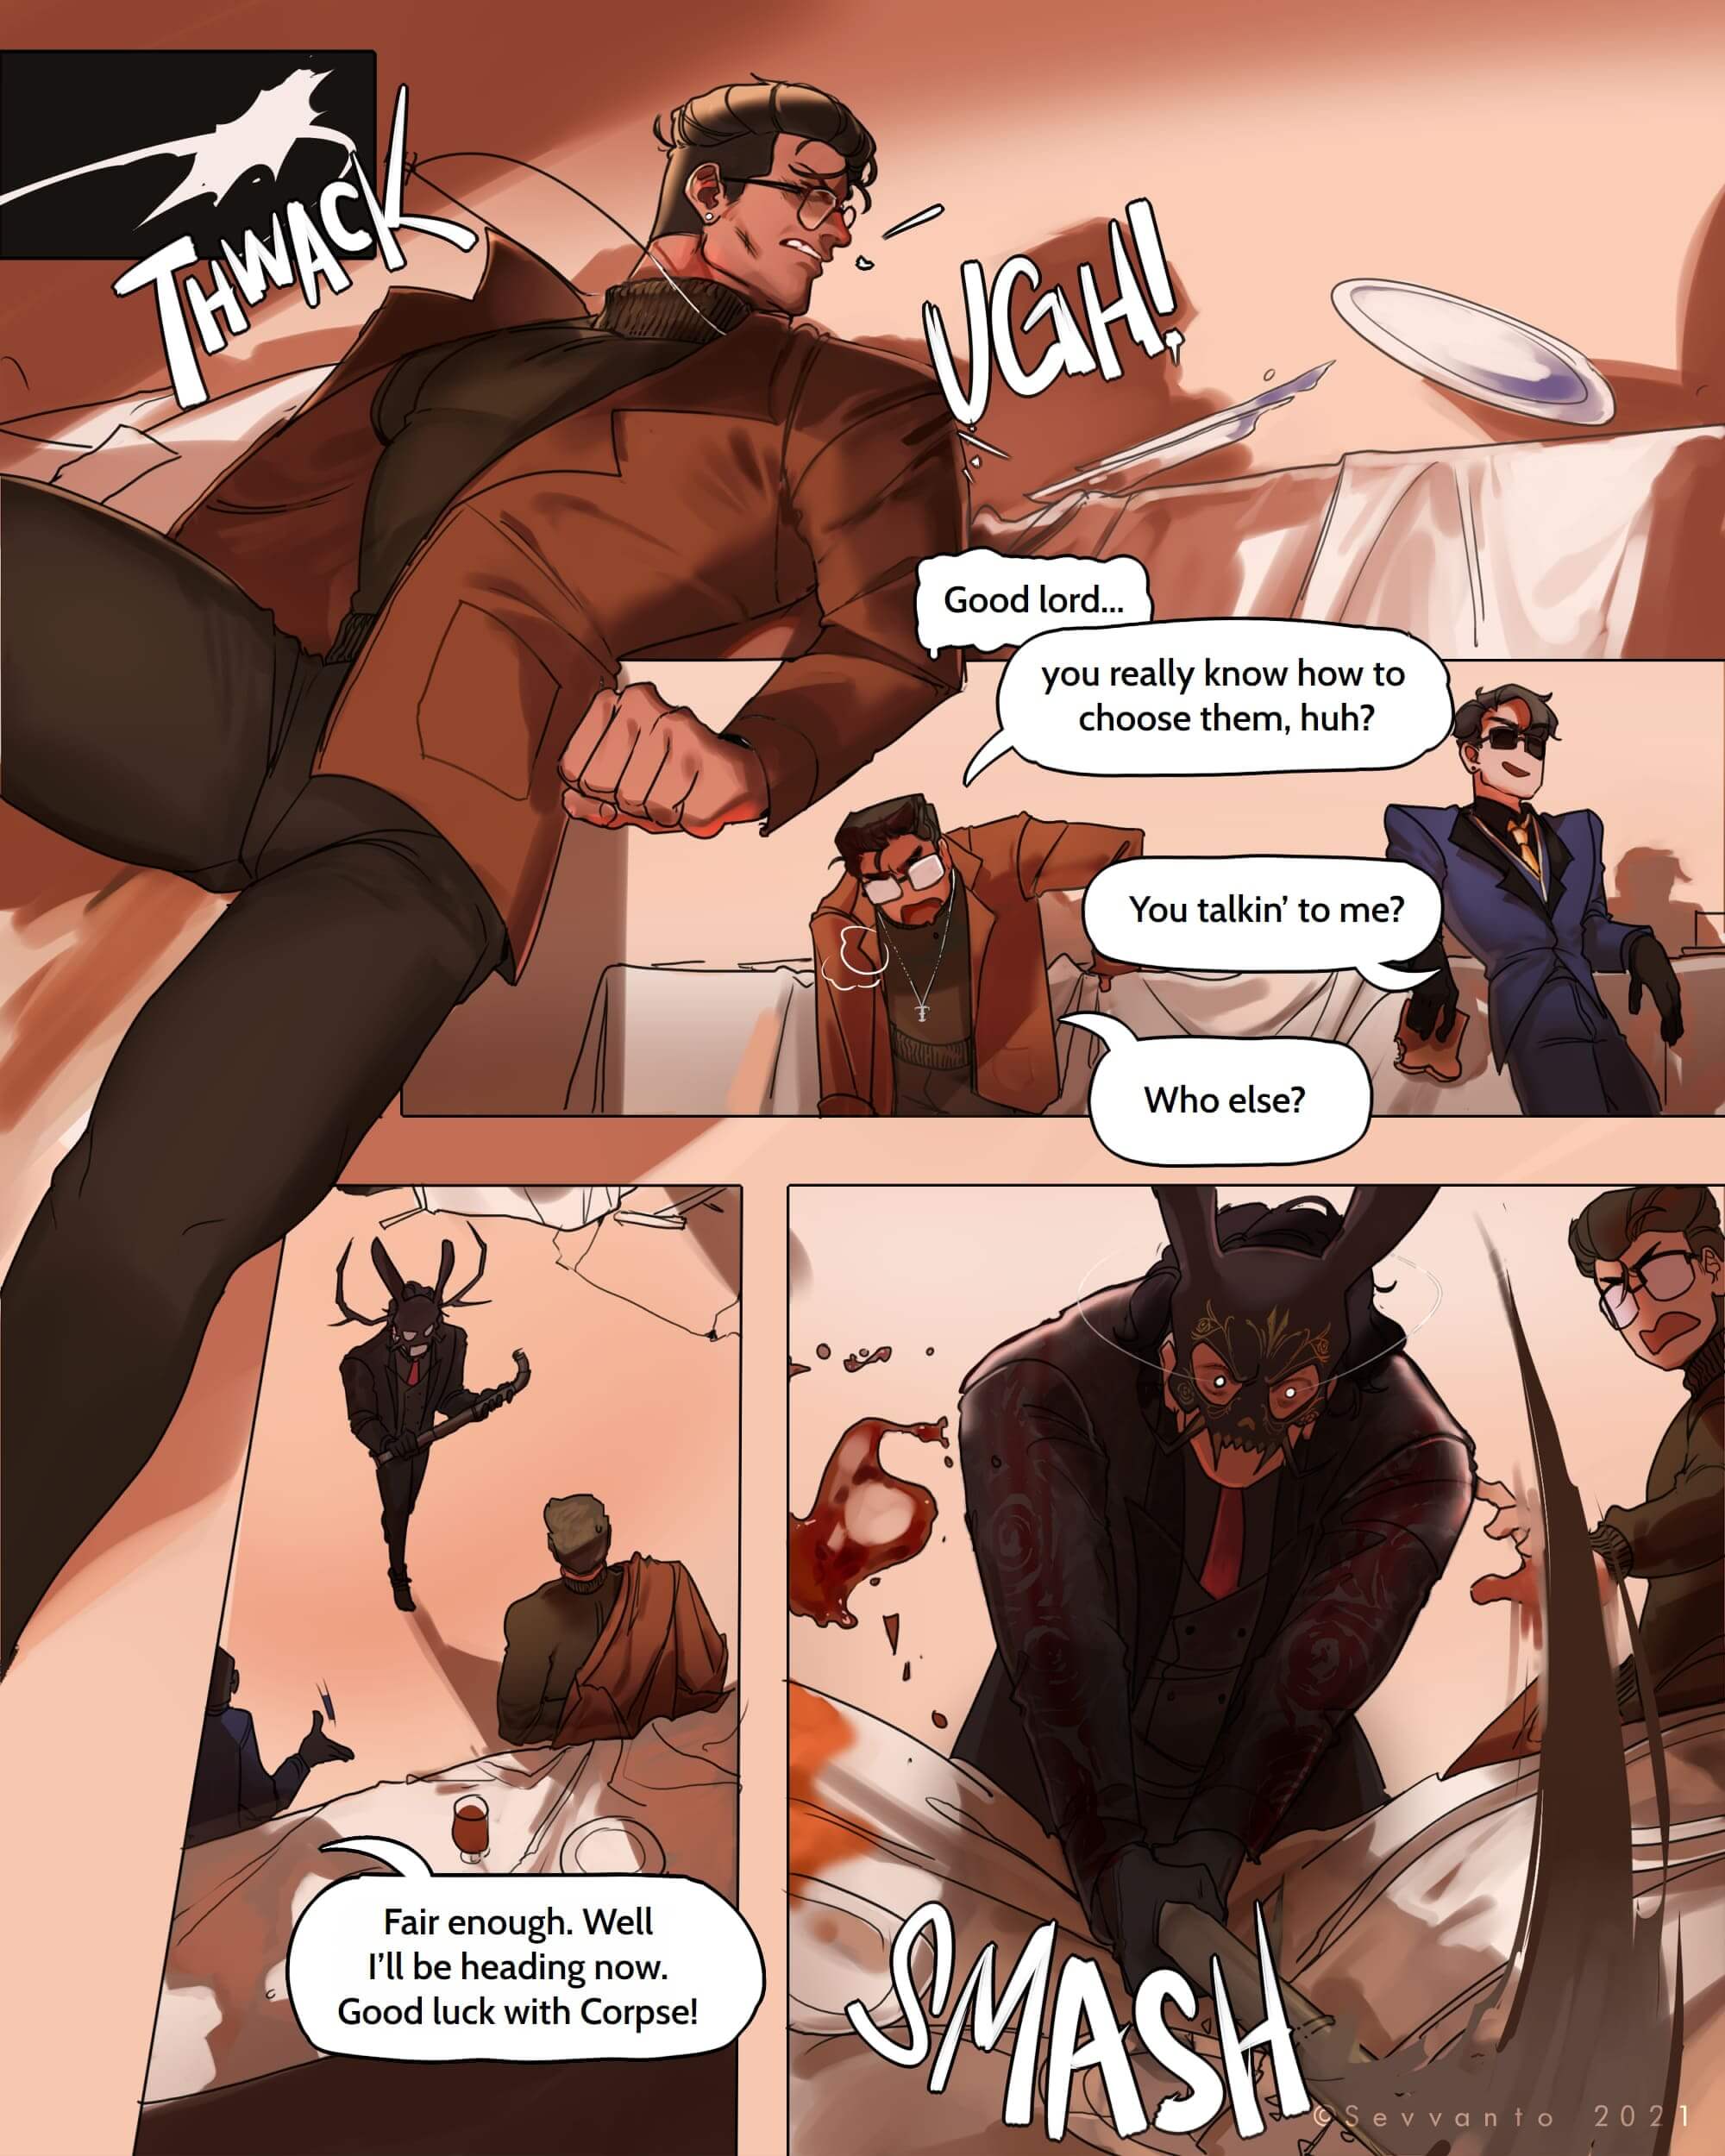 THWACK
UGH!
Good lord...
you really know how to
choose them, huh?
You talkin' to me?
Who else?
Fair enough. Well
I'll be heading now.
Good luck with Corpse!
SMASH
©Sevvanto 2021